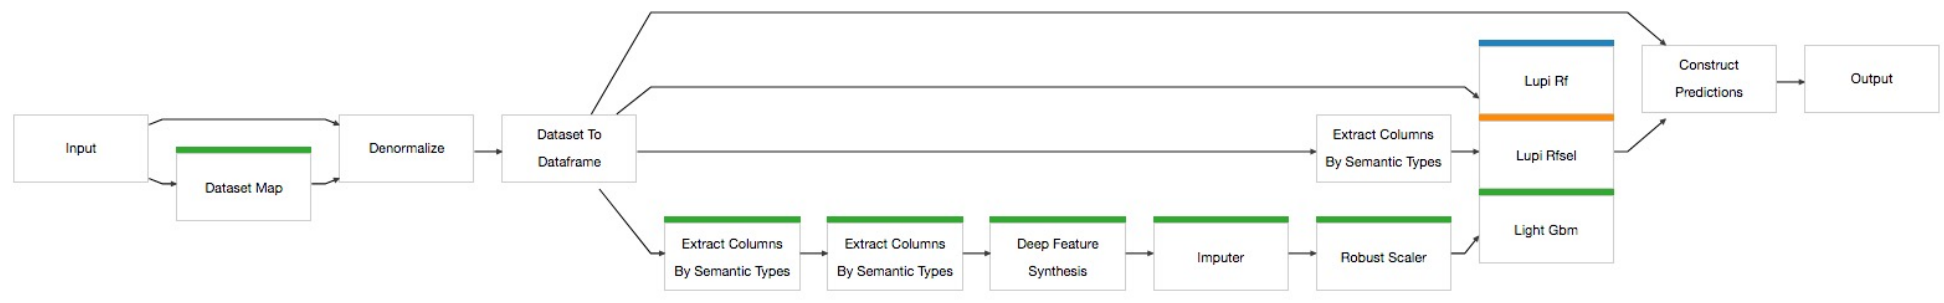 Input
Dataset Map
Denormalize
Dataset To
Dataframe
Extract Columns
By Semantic Types
Extract Columns
By Semantic Types
Deep Feature
Synthesis
Imputer
Robust Scaler
Extract Columns
By Semantic Types
Lupi Rf
Lupi Rfsel
Light Gbm
Construct
Predictions
Output